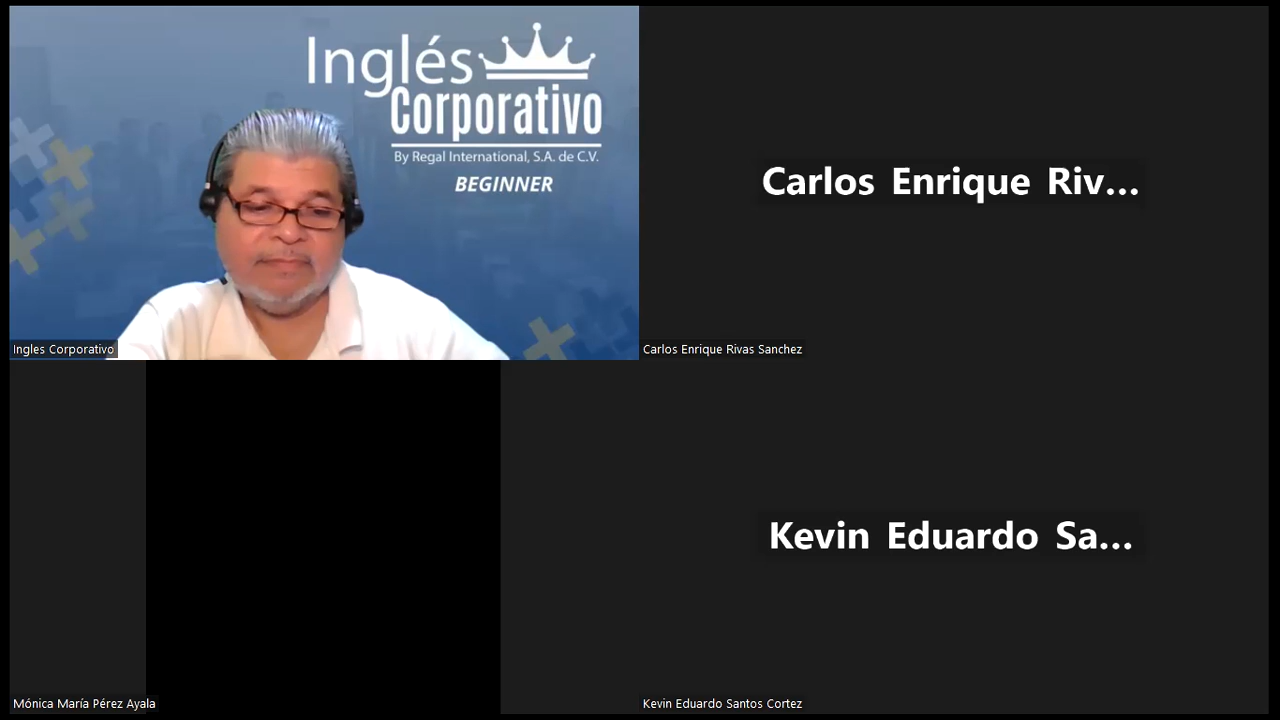 Inglés
Corporativo
By Regal International, S.A. de C.V.
BEGINNER
Ingles Corporativo
Carlos Enrique Riv...
Carlos Enrique Rivas Sanchez
Mónica María Pérez Ayala
Kevin Eduardo Sa...
Kevin Eduardo Santos Cortez